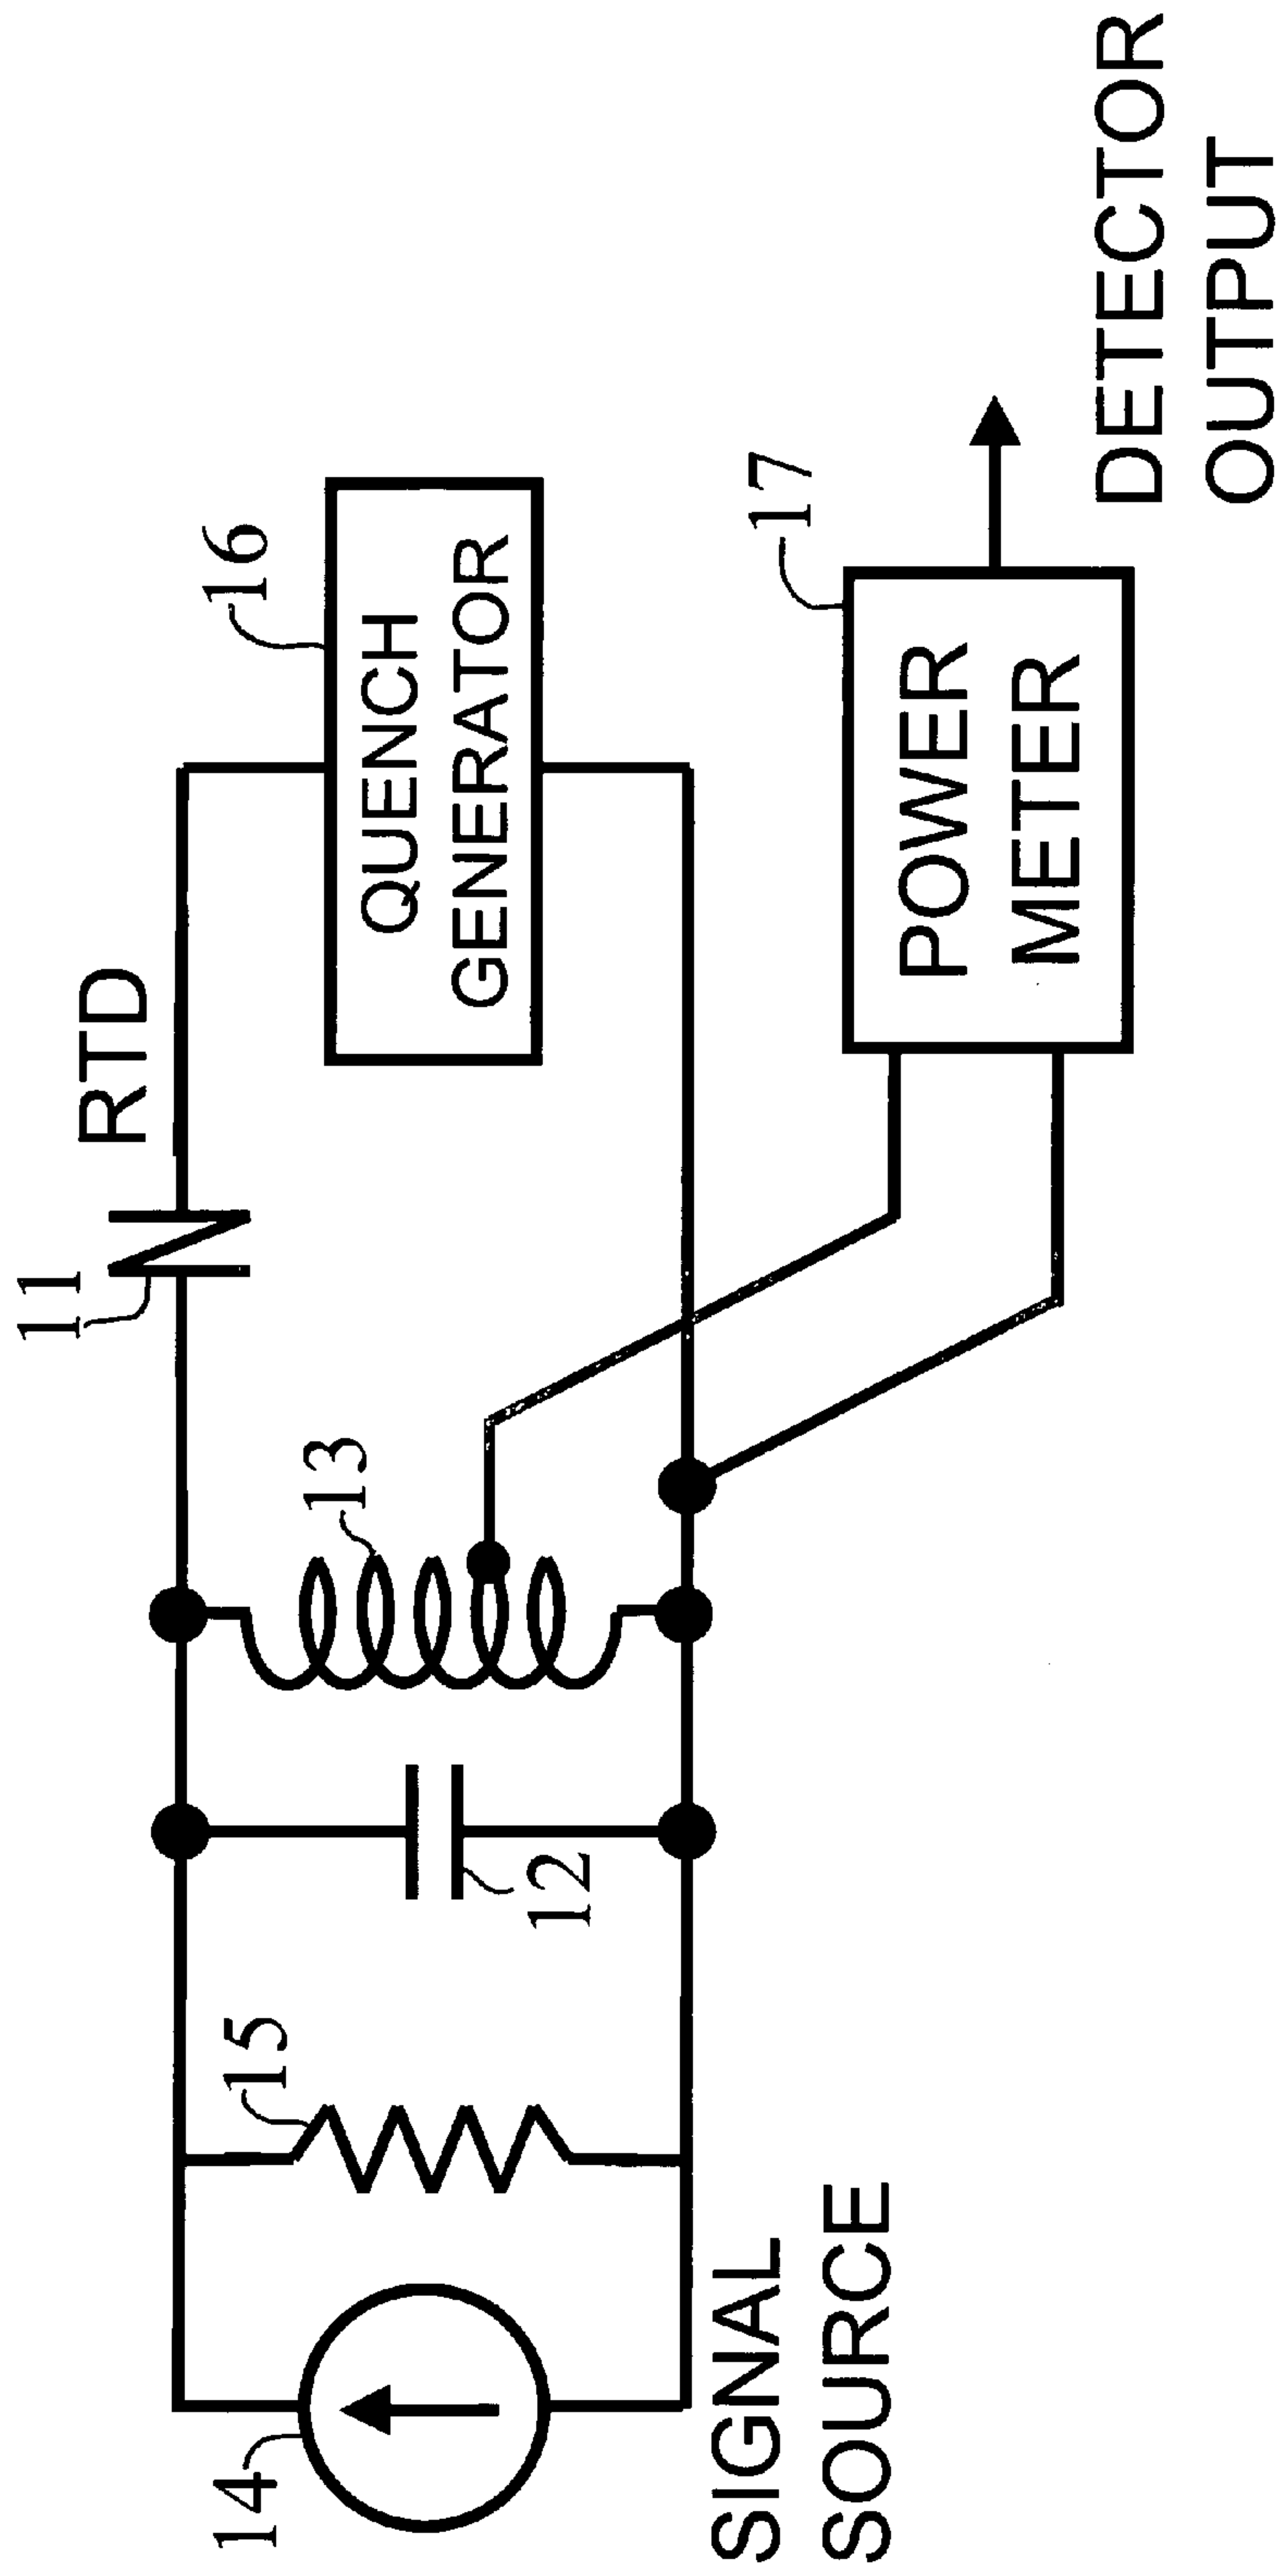 11
RTD
14
15
12
13
16
QUENCH
GENERATOR
SIGNAL
SOURCE
17
POWER
METER
DETECTOR
OUTPUT